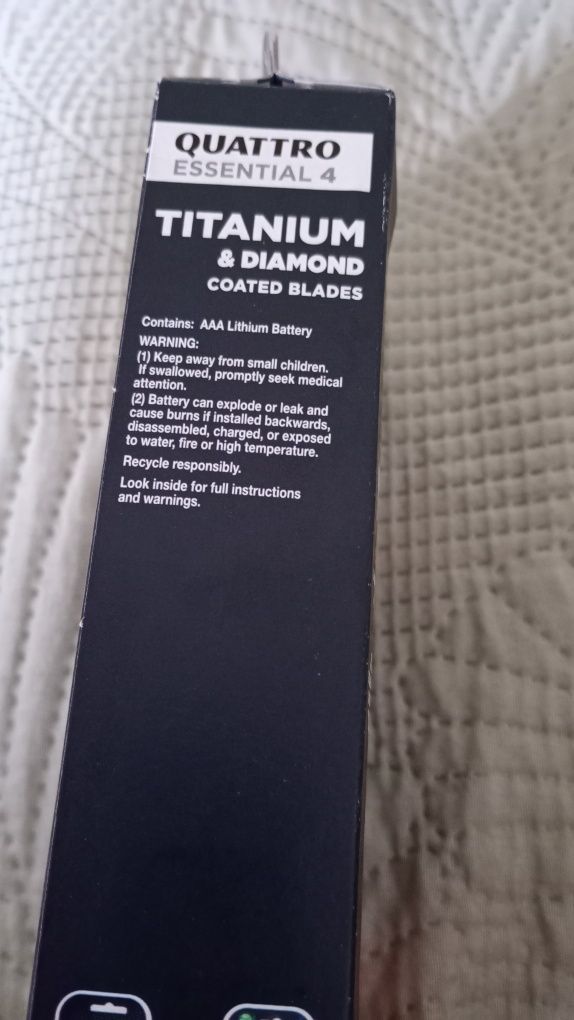 QUATTRO
ESSENTIAL 4
TITANIUM
& DIAMOND
COATED BLADES
Contains: AAA Lithium Battery
WARNING:
(1) Keep away from small children.
If swallowed, promptly seek medical
attention.
(2) Battery can explode or leak and
cause burns if installed backwards,
disassembled, charged, or exposed
to water, fire or high temperature.
Recycle responsibly.
Look inside for full instructions
and warnings.